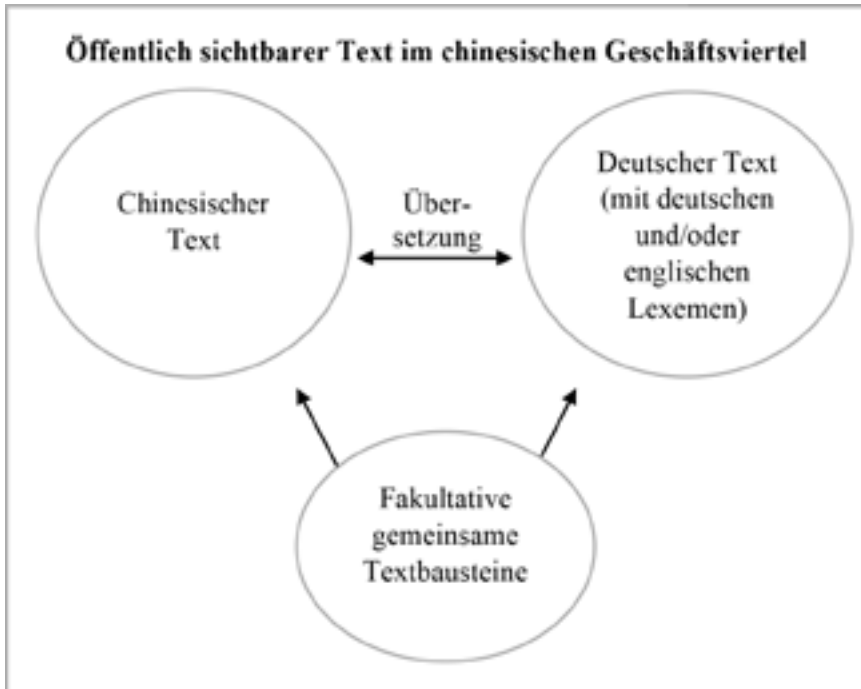 Öffentlich sichtbarer Text im chinesischen Geschäftsviertel
Chinesischer
Text
Über-
setzung
Deutscher Text
(mit deutschen
und/oder
englischen
Lexemen)
Fakultative
gemeinsame
Textbausteine